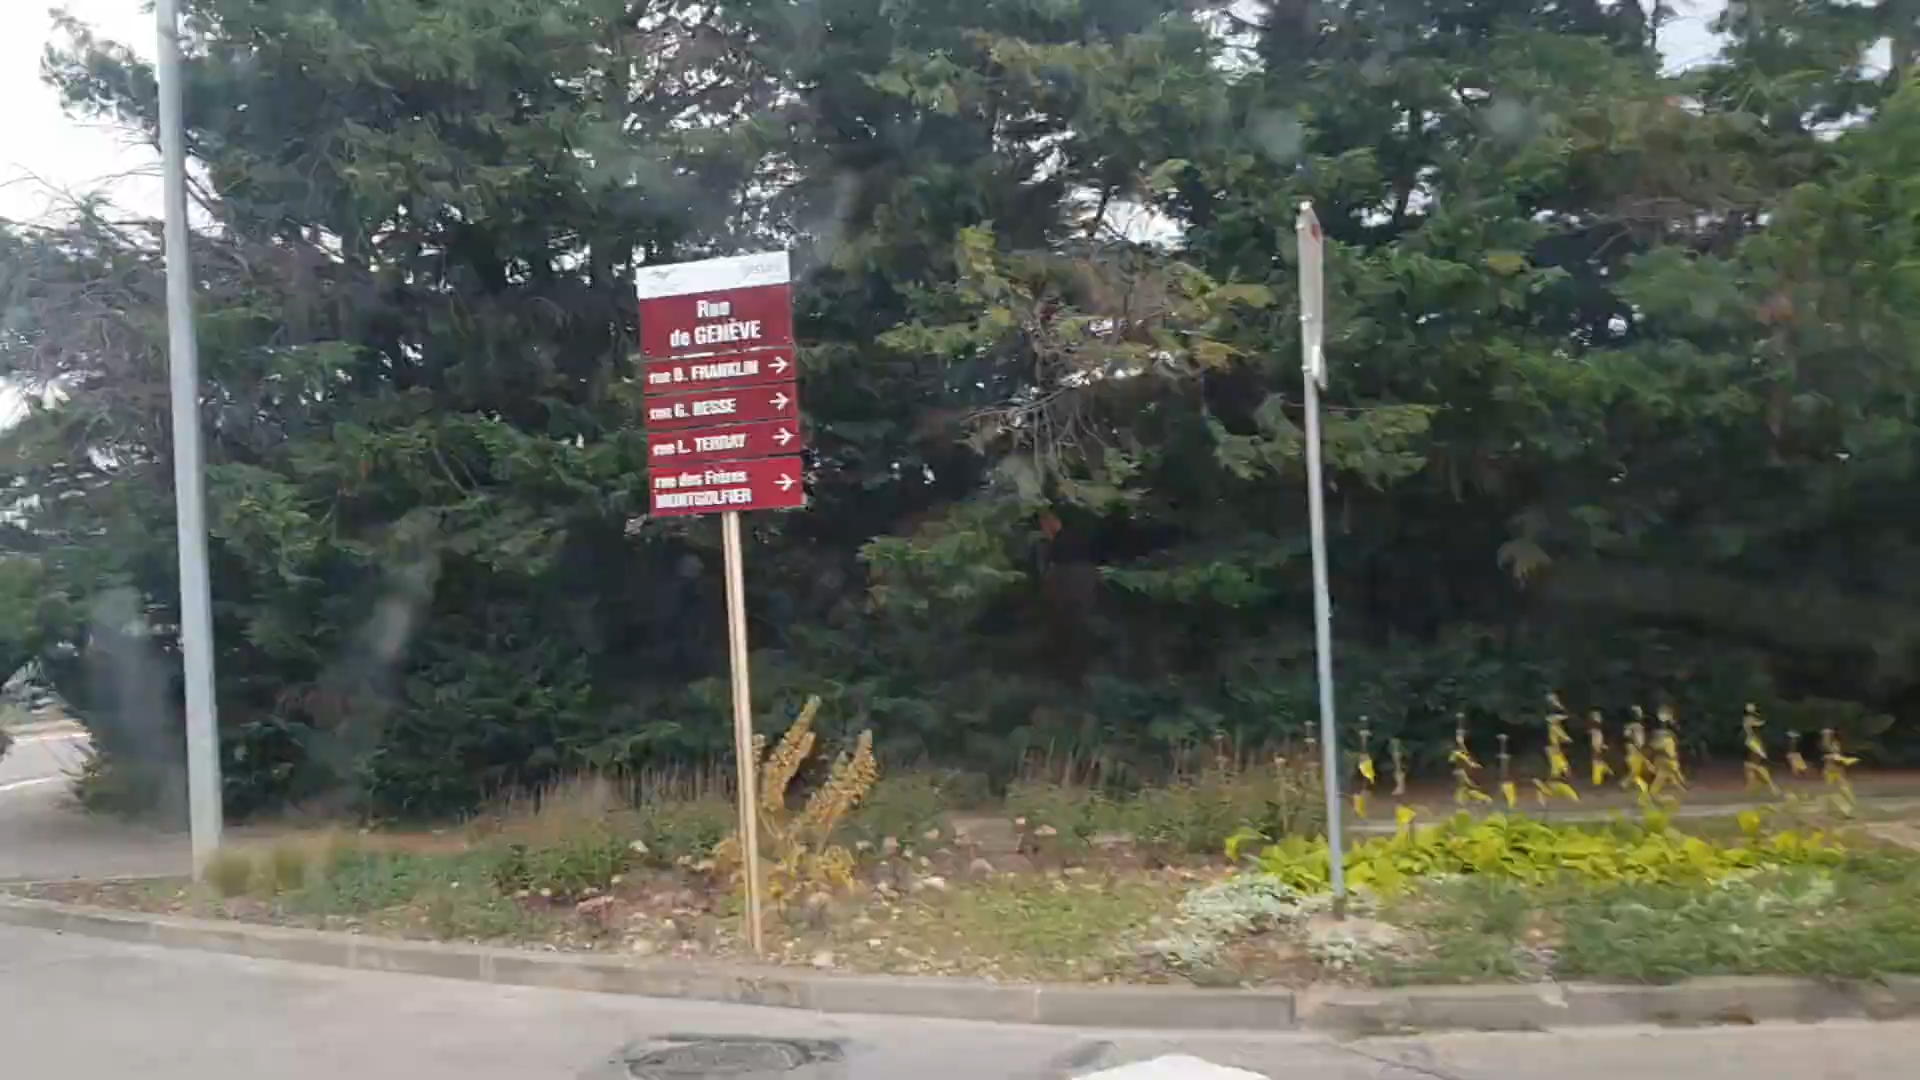 Rue
de GENÈVE
rue B. FRANKLIN →
rue G. BESSE →
rue L. TERRAY →
rue des Frères →
MONTGOLFIER